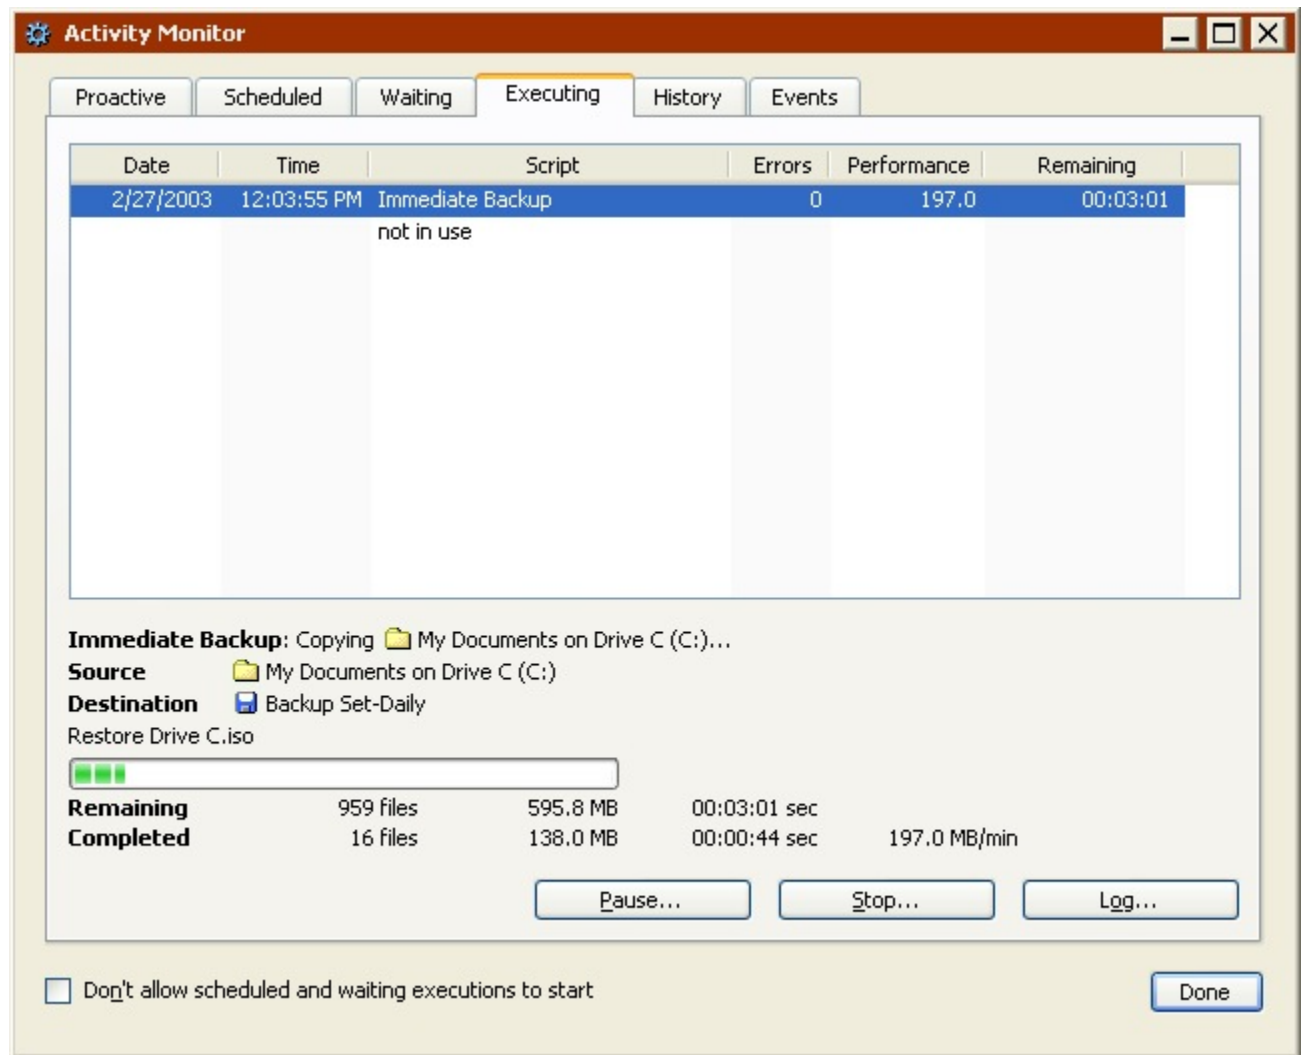 Activity Monitor
Proactive Scheduled Waiting Executing History Events
Date Time Script Errors Performance Remaining
2/27/2003 12:03:55 PM Immediate Backup 0 197.0 00:03:01
not in use
Immediate Backup: Copying My Documents on Drive C (C:)...
Source My Documents on Drive C (C:)
Destination Backup Set-Daily
Restore Drive C.iso
Remaining 959 files 595.8 MB 00:03:01 sec
Completed 16 files 138.0 MB 00:00:44 sec 197.0 MB/min
Pause... Stop... Log...
Don't allow scheduled and waiting executions to start Done